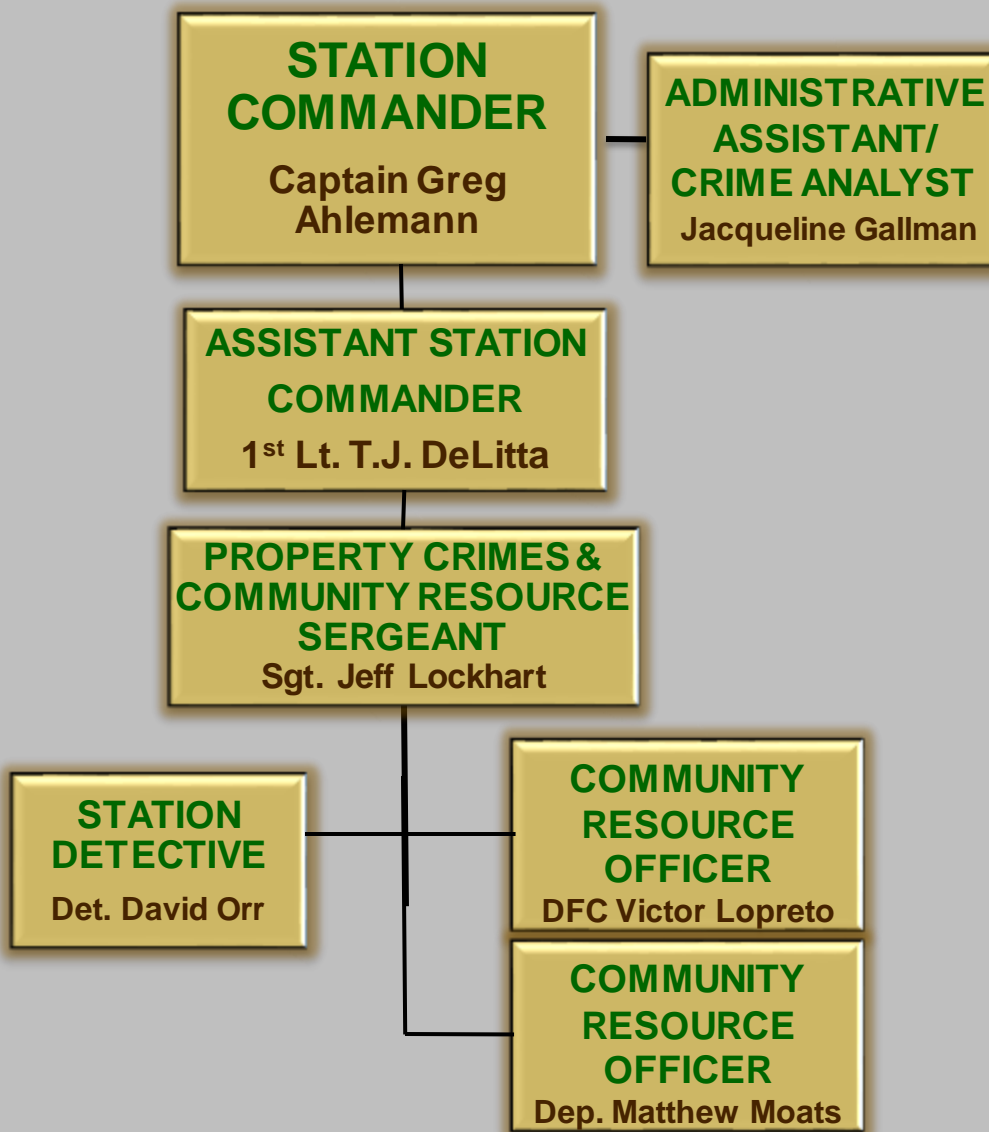 STATION
COMMANDER
Captain Greg
Ahlemann
ADMINISTRATIVE
ASSISTANT/
CRIME ANALYST
Jacqueline Gallman
ASSISTANT STATION
COMMANDER
1st Lt. T.J. DeLitta
PROPERTY CRIMES &
COMMUNITY RESOURCE
SERGEANT
Sgt. Jeff Lockhart
STATION
DETECTIVE
Det. David Orr
COMMUNITY
RESOURCE
OFFICER
DFC Victor Lopreto
COMMUNITY
RESOURCE
OFFICER
Dep. Matthew Moats